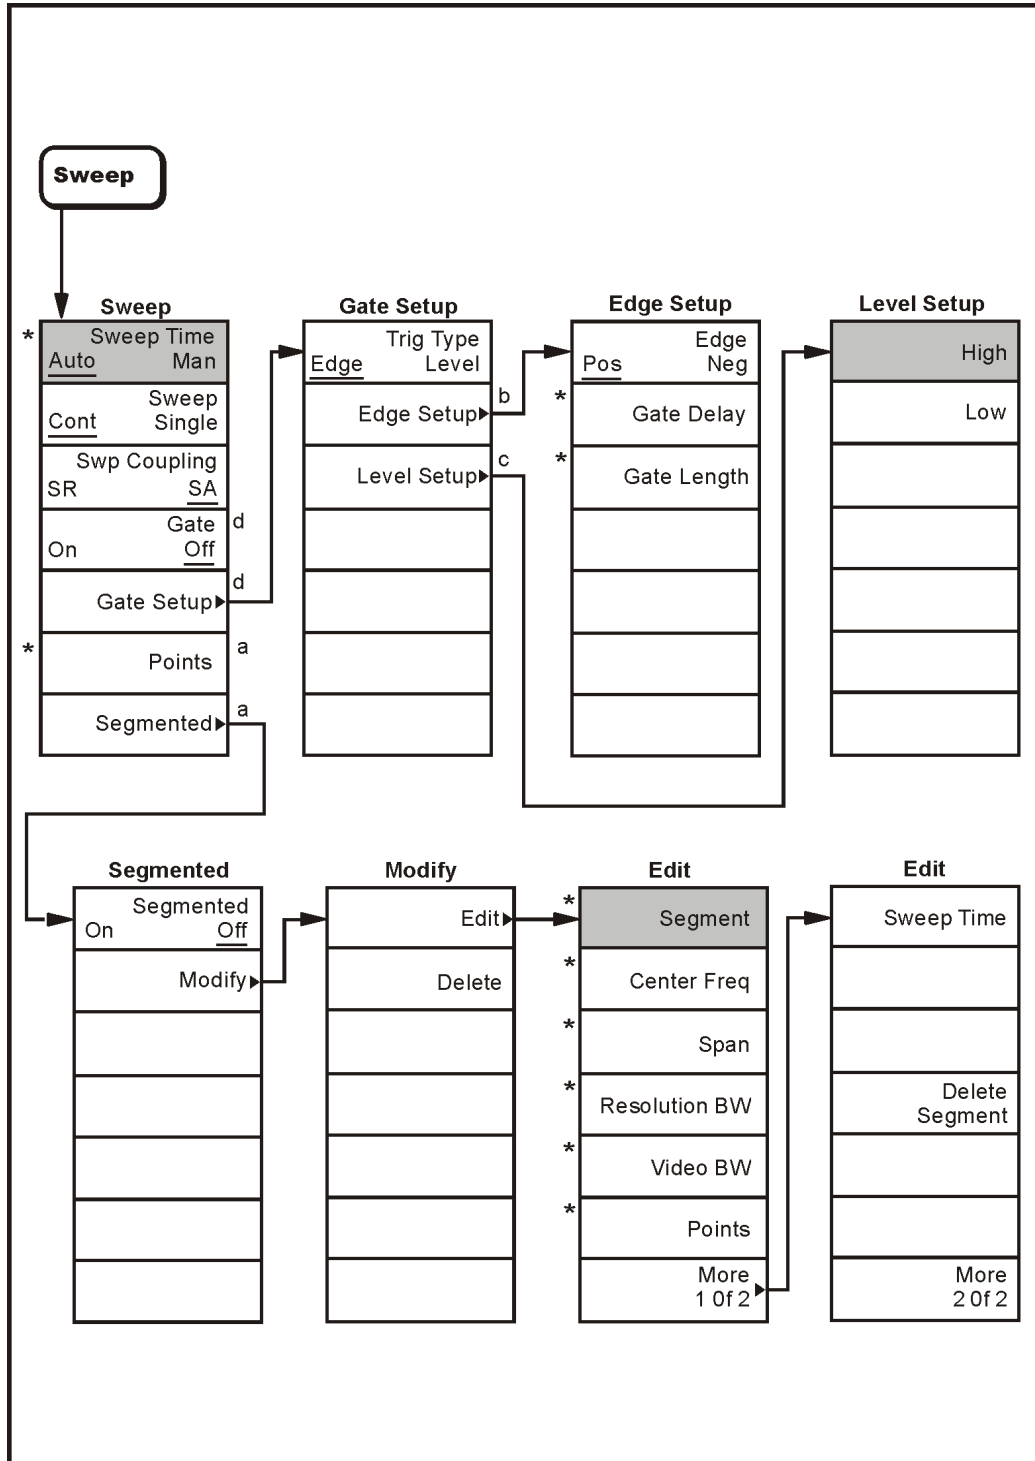 Sweep
Sweep
Gate Setup
Edge Setup
Level Setup
*
Sweep Time
Auto Man
Sweep
Cont Single
Swp Coupling
SR SA
Gate d
On Off
d
Gate Setup
* a
Points
a
Segmented
Trig Type
Edge Level
b
Edge Setup
c
Level Setup
Edge
Pos Neg
*
Gate Delay
*
Gate Length
High
Low
Segmented
Modify
Edit
Edit
Segmented
On Off
Modify
Edit
Delete
*
Segment
*
Center Freq
*
Span
*
Resolution BW
*
Video BW
*
Points
More
1 0f 2
Sweep Time
Delete
Segment
More
2 0f 2